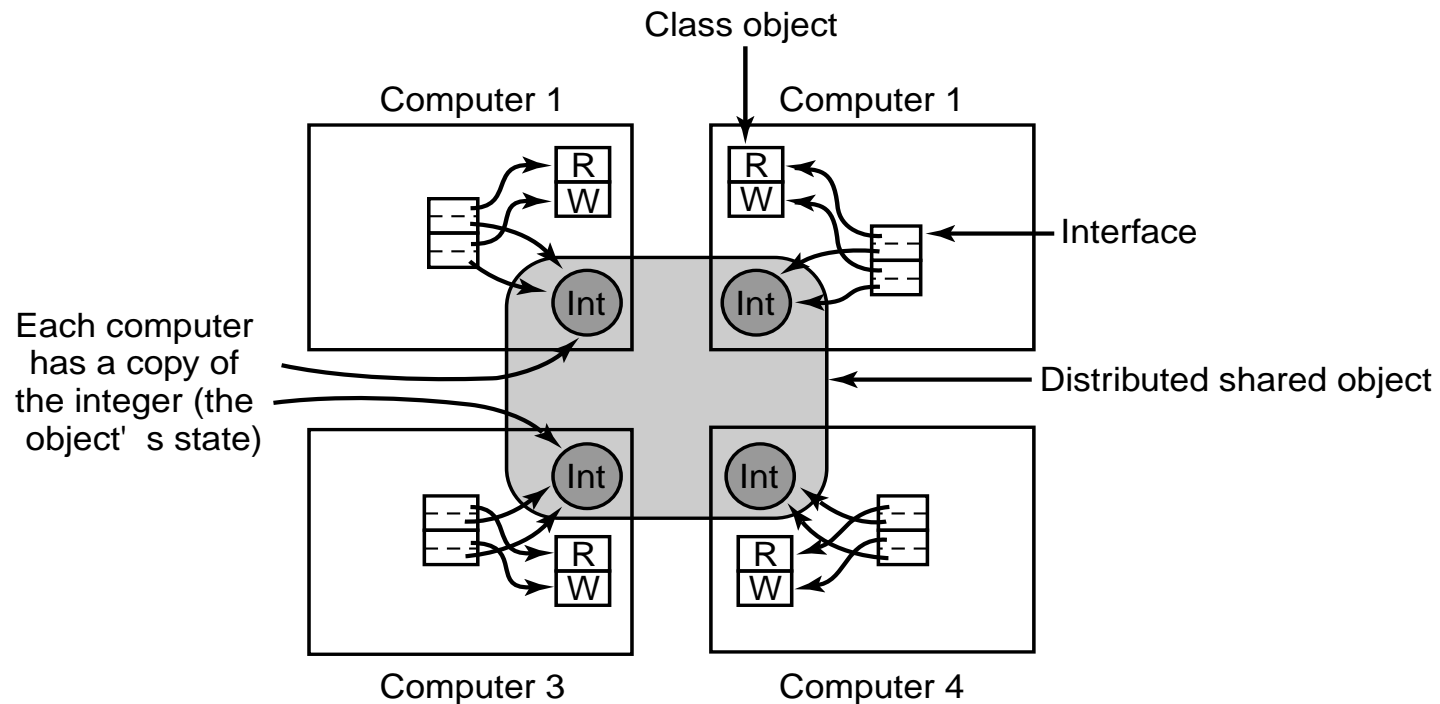 Class object
Computer 1
Computer 1
R
W
R
W
Interface
Int
Int
Each computer
has a copy of
the integer (the
object' s state)
Distributed shared object
Int
Int
R
W
R
W
Computer 3
Computer 4